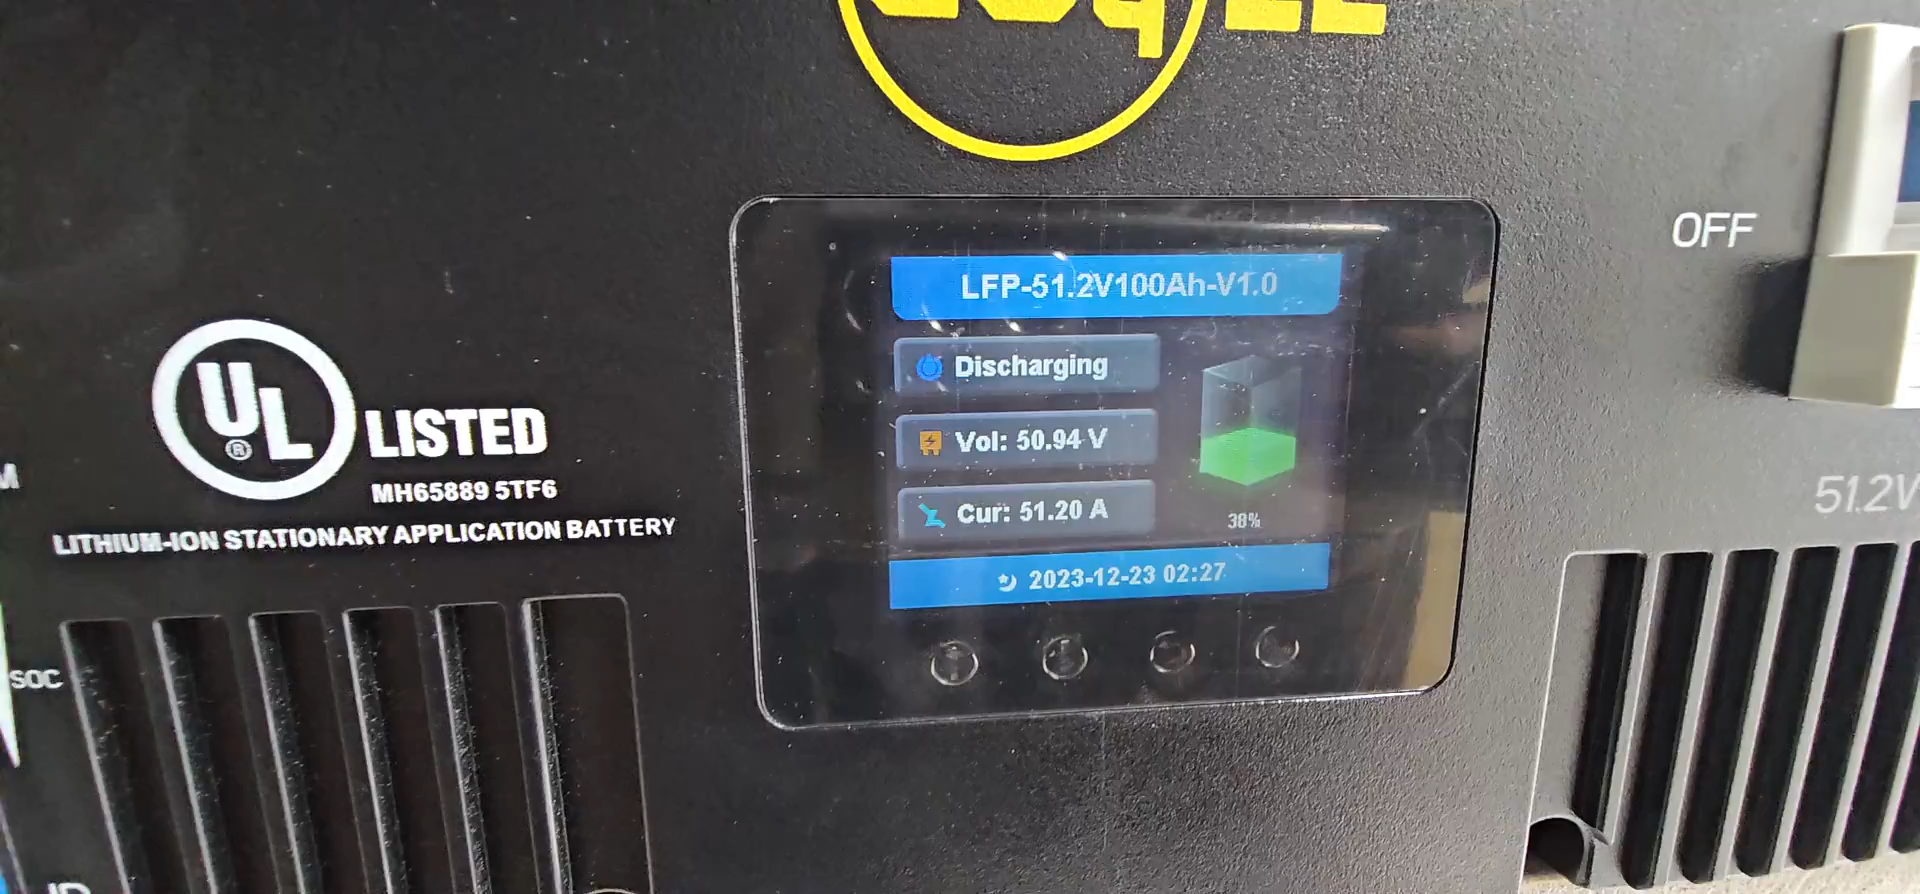 OFF
LFP-51.2V100Ah-V1.0
Discharging
Vol: 50.94 V
Cur: 51.20 A
38%
2023-12-23 02:27
UL
®
LISTED
MH65889 5TF6
LITHIUM-ION STATIONARY APPLICATION BATTERY
51.2V
SOC